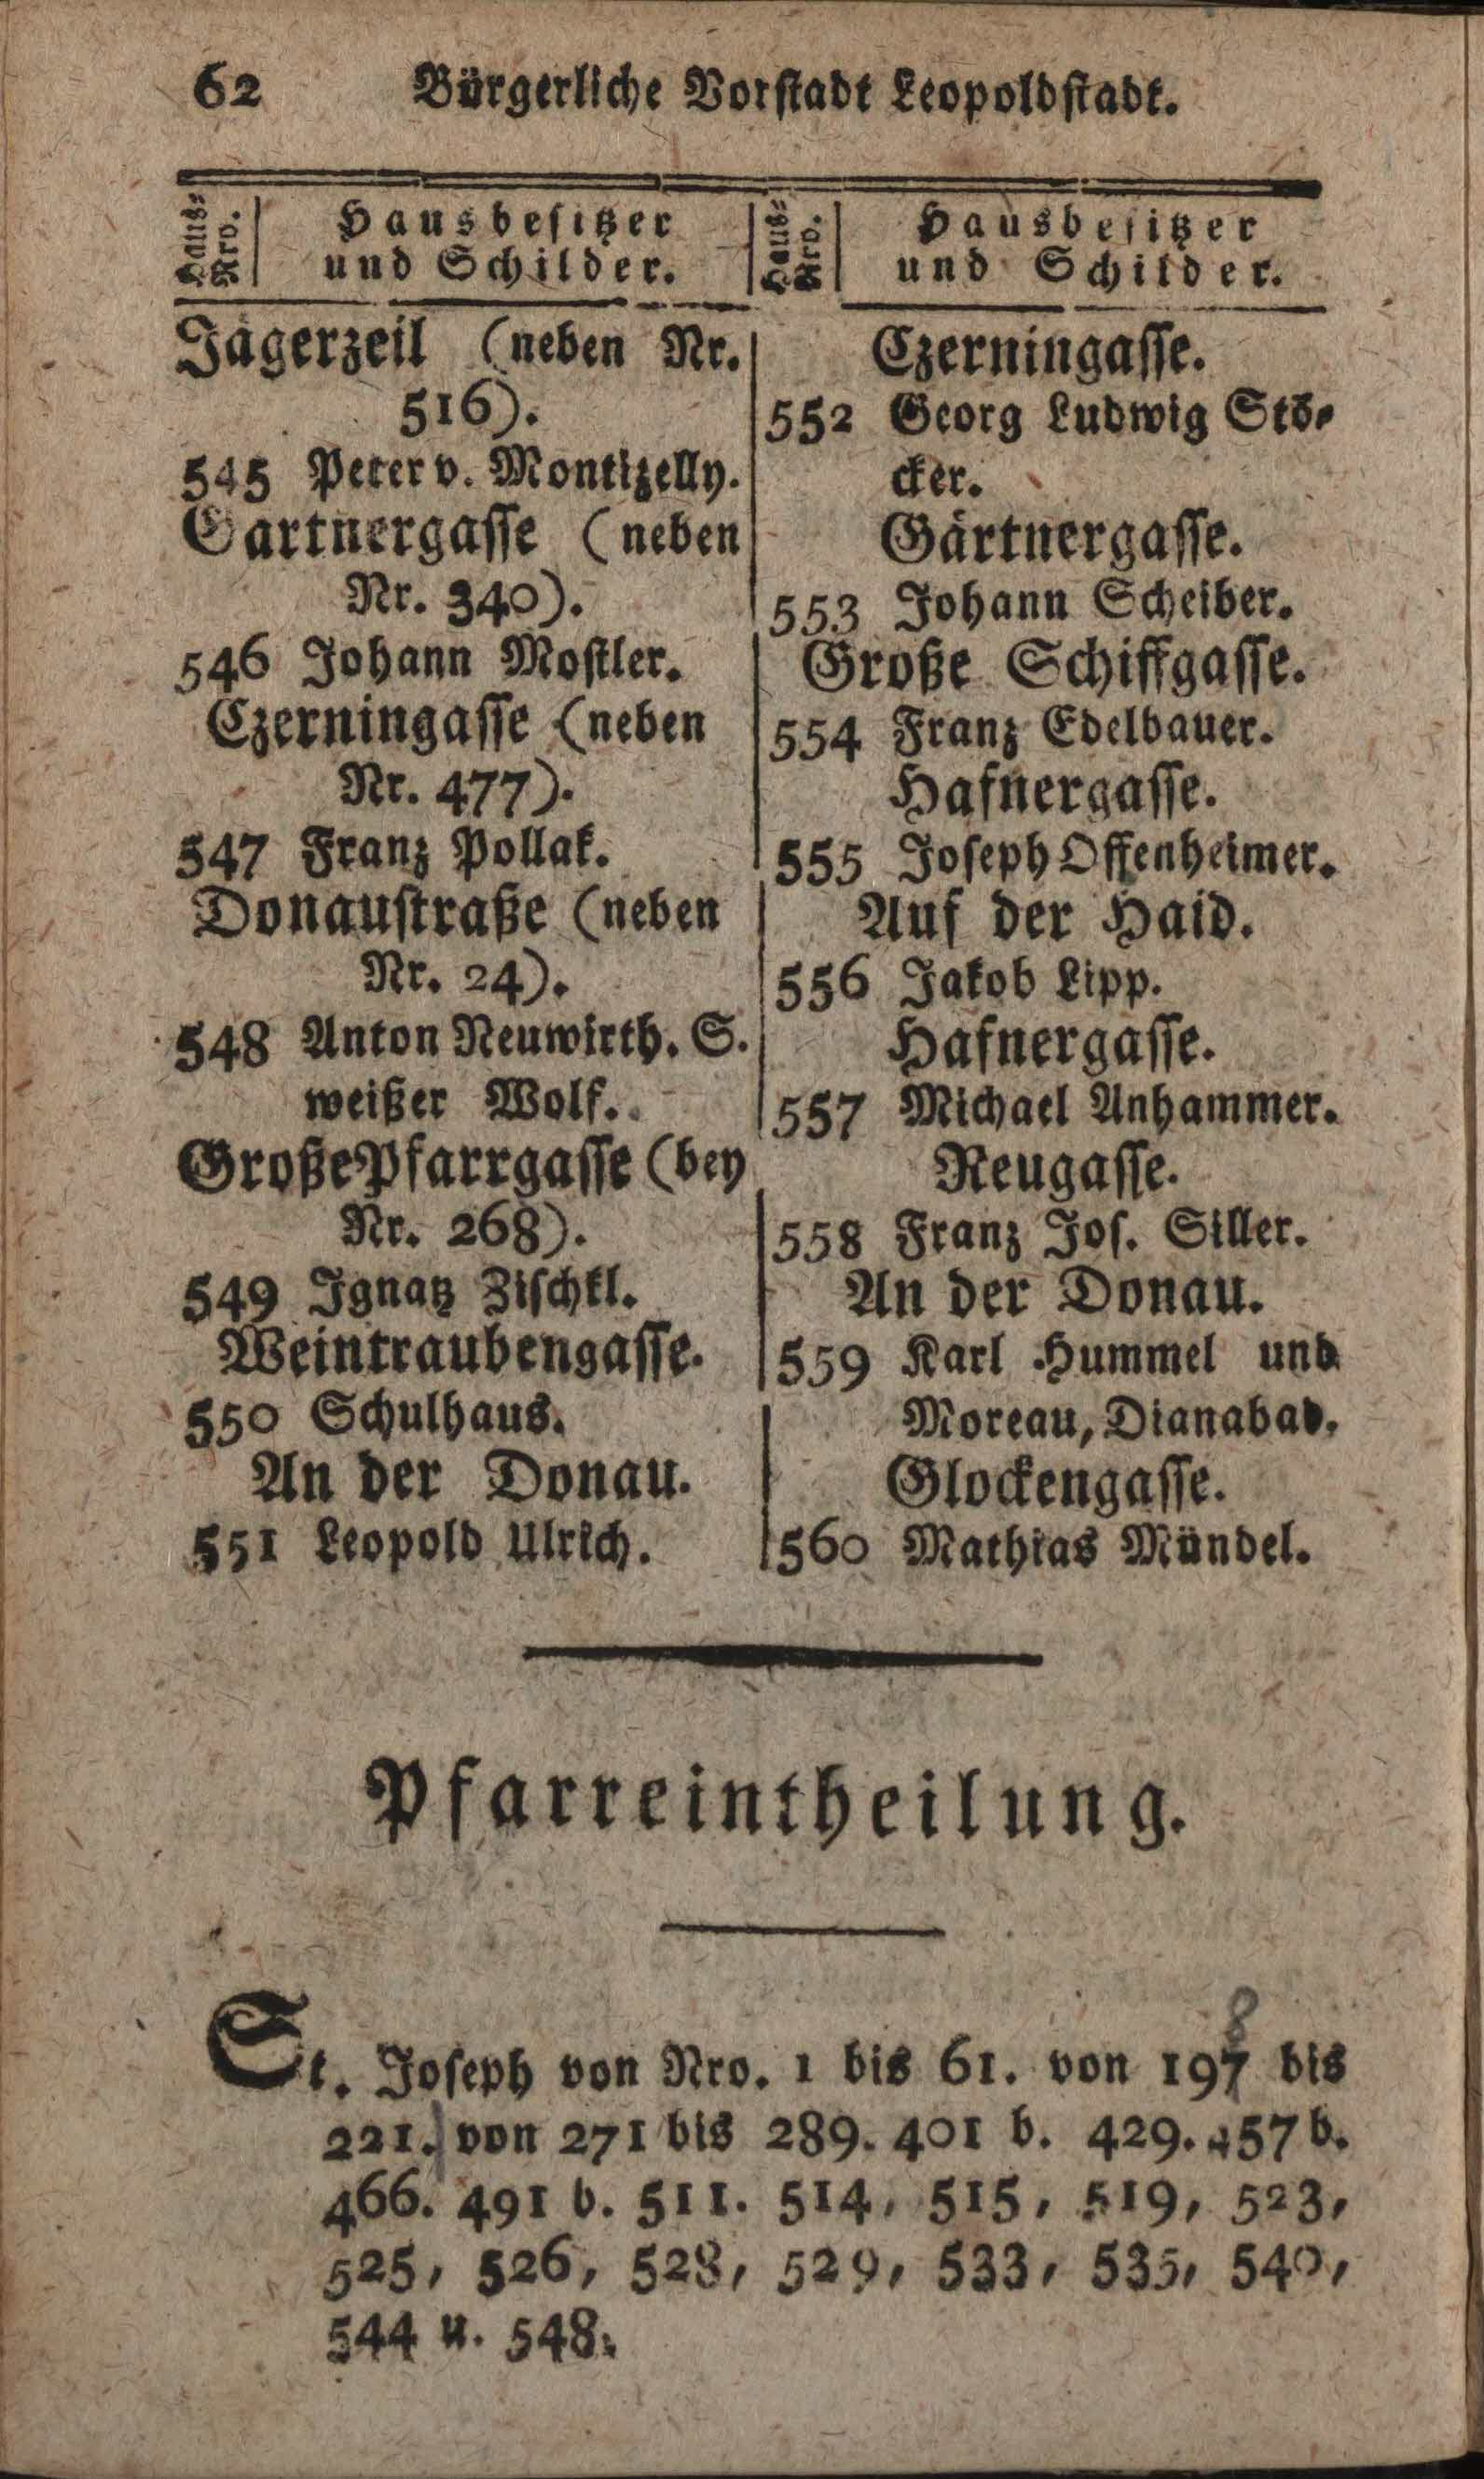 62 Bürgerliche Vorstadt Leopoldstadt.
Haus-
Nro.
Hausbesitzer
und Schilder.
Jägerzeil (neben Nr.
516).
545 Peter v. Montizelly.
Gartnergasse (neben
Nr. 340).
546 Johann Mostler.
Czerningasse (neben
Nr. 477).
547 Franz Pollak.
Donaustraße (neben
Nr. 24).
548 Anton Neuwirth. S.
weißer Wolf.
Große Pfarrgasse (bey
Nr. 268).
549 Ignatz Zischkl.
Weintraubengasse.
550 Schulhaus.
An der Donau.
551 Leopold Ulrich.
Haus-
Nro.
Hausbesitzer
und Schilder.
Czerningasse.
552 Georg Ludwig Stö-
cker.
Gärtnergasse.
553 Johann Scheiber.
Große Schiffgasse.
554 Franz Edelbauer.
Hafnergasse.
555 Joseph Offenheimer.
Auf der Haid.
556 Jakob Lipp.
Hafnergasse.
557 Michael Anhammer.
Neugasse.
558 Franz Jos. Siller.
An der Donau.
559 Karl Hummel und
Moreau, Dianabad.
Glockengasse.
560 Mathias Mündel.
Pfarreintheilung.
8
St. Joseph von Nro. 1 bis 61. von 197 bis
221. von 271 bis 289. 401 b. 429. 457 b.
466. 491 b. 511. 514, 515, 519, 523,
525, 526, 528, 529, 533, 535, 540,
544 u. 548.